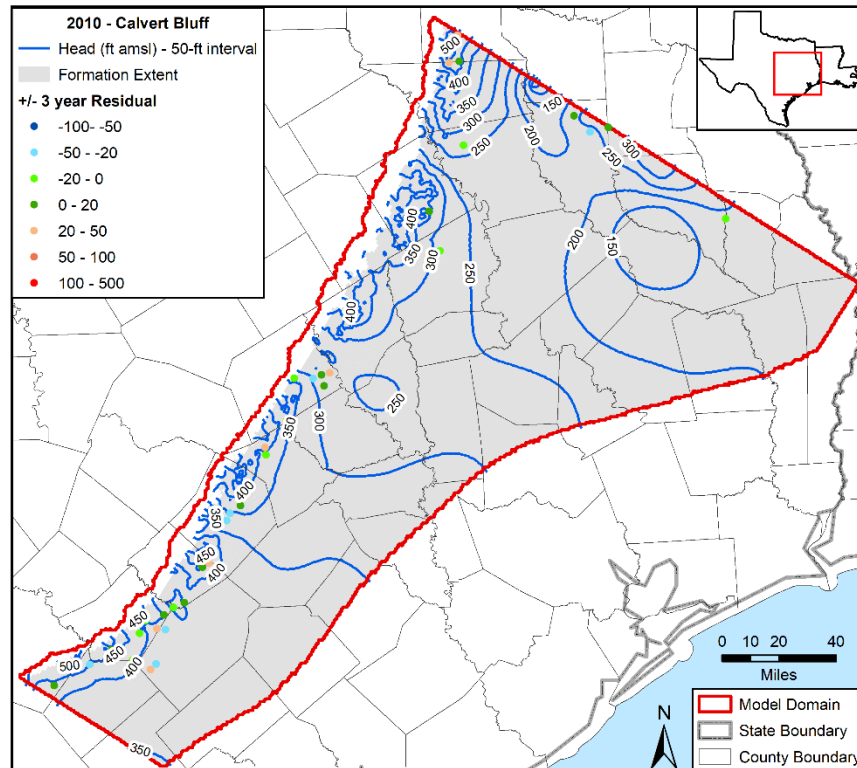 2010 - Calvert Bluff
Head (ft amsl) - 50-ft interval
Formation Extent
+/- 3 year Residual
-100- -50
-50 - -20
-20 - 0
0 - 20
20 - 50
50 - 100
100 - 500
500
400
350
300
250
150
200
250
300
400
350
300
250
200
150
400
250
350
300
400
350
450
400
450
450
500
400
350
0 10 20 40
Miles
N
Model Domain
State Boundary
County Boundary